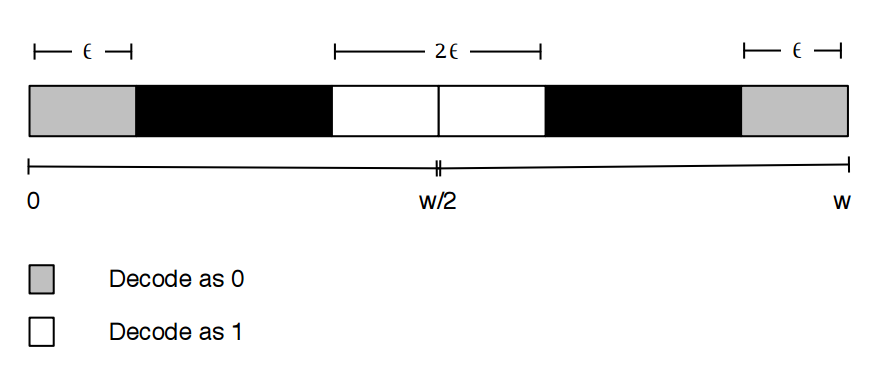 ϵ 2ϵ ϵ
0 w/2 w
Decode as 0
Decode as 1